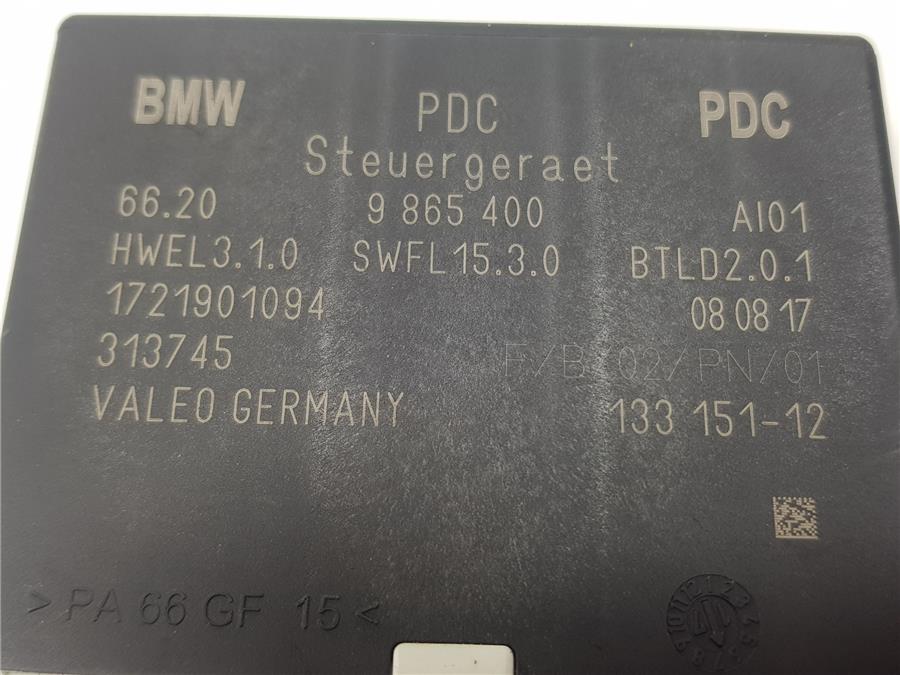 BMW PDC PDC
Steuergeraet
66.20 9 865 400 AI01
HWEL3.1.0 SWFL15.3.0 BTLD2.0.1
1721901094 08 08 17
313745 F/B/02/PN/01
VALEO GERMANY 133 151-12
> PA 66 GF 15 <